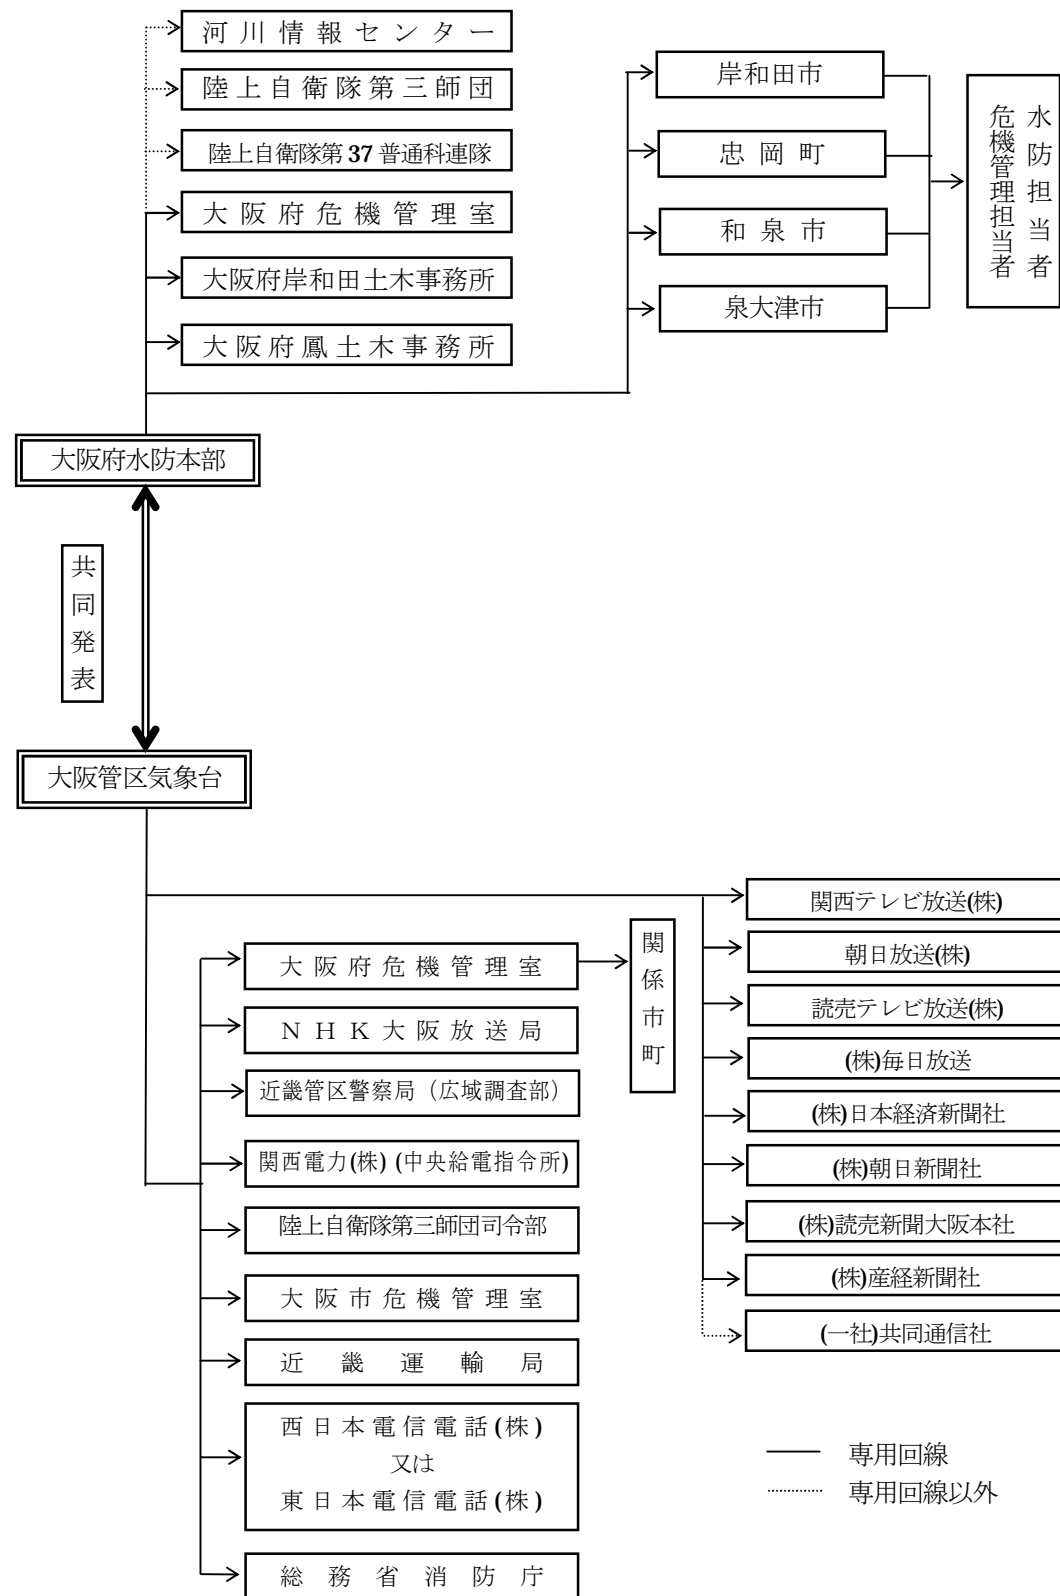 河川情報センター
陸上自衛隊第三師団
陸上自衛隊第37普通科連隊
大阪府危機管理室
大阪府岸和田土木事務所
大阪府鳳土木事務所
岸和田市
忠岡町
和泉市
泉大津市
水防担当者
危機管理担当者
大阪府水防本部
共同発表
大阪管区気象台
関西テレビ放送(株)
朝日放送(株)
読売テレビ放送(株)
(株)毎日放送
(株)日本経済新聞社
(株)朝日新聞社
(株)読売新聞大阪本社
(株)産経新聞社
(一社)共同通信社
大阪府危機管理室
関係市町
NHK大阪放送局
近畿管区警察局（広域調査部）
関西電力(株) (中央給電指令所)
陸上自衛隊第三師団司令部
大阪市危機管理室
近畿運輸局
西日本電信電話(株)
又は
東日本電信電話(株)
総務省消防庁
専用回線
専用回線以外